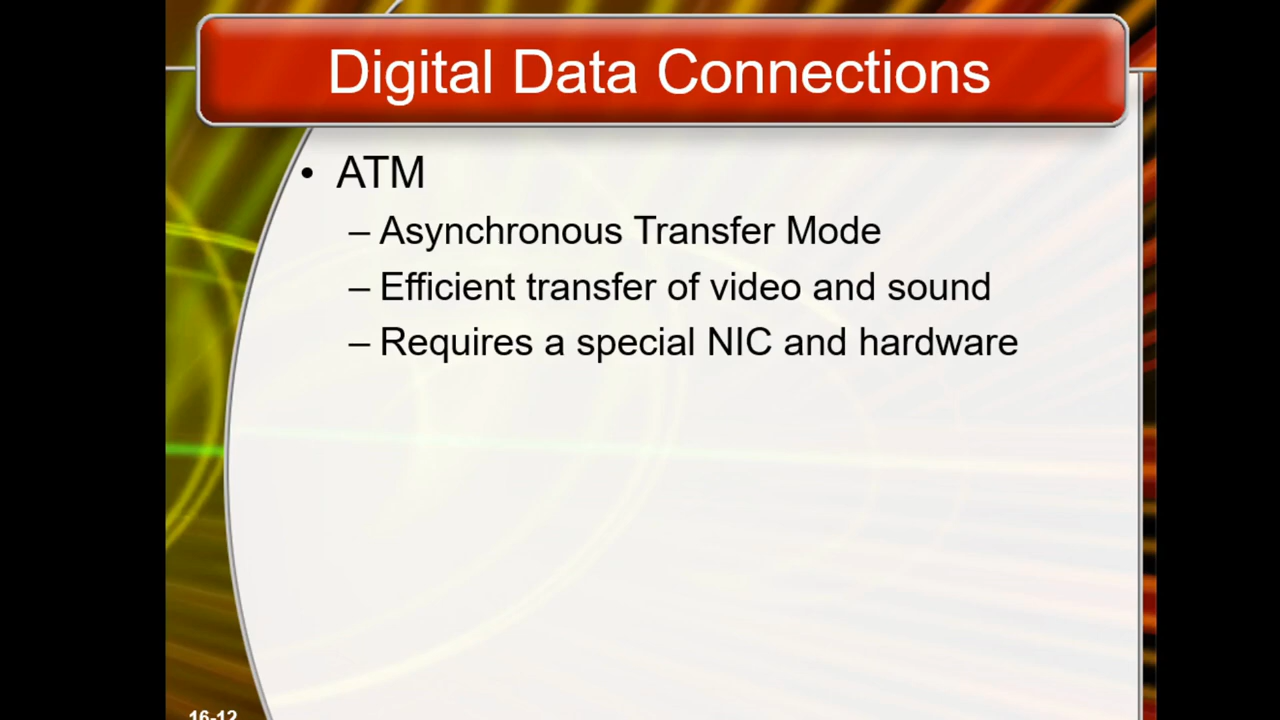 Digital Data Connections
• ATM
– Asynchronous Transfer Mode
– Efficient transfer of video and sound
– Requires a special NIC and hardware
16-12